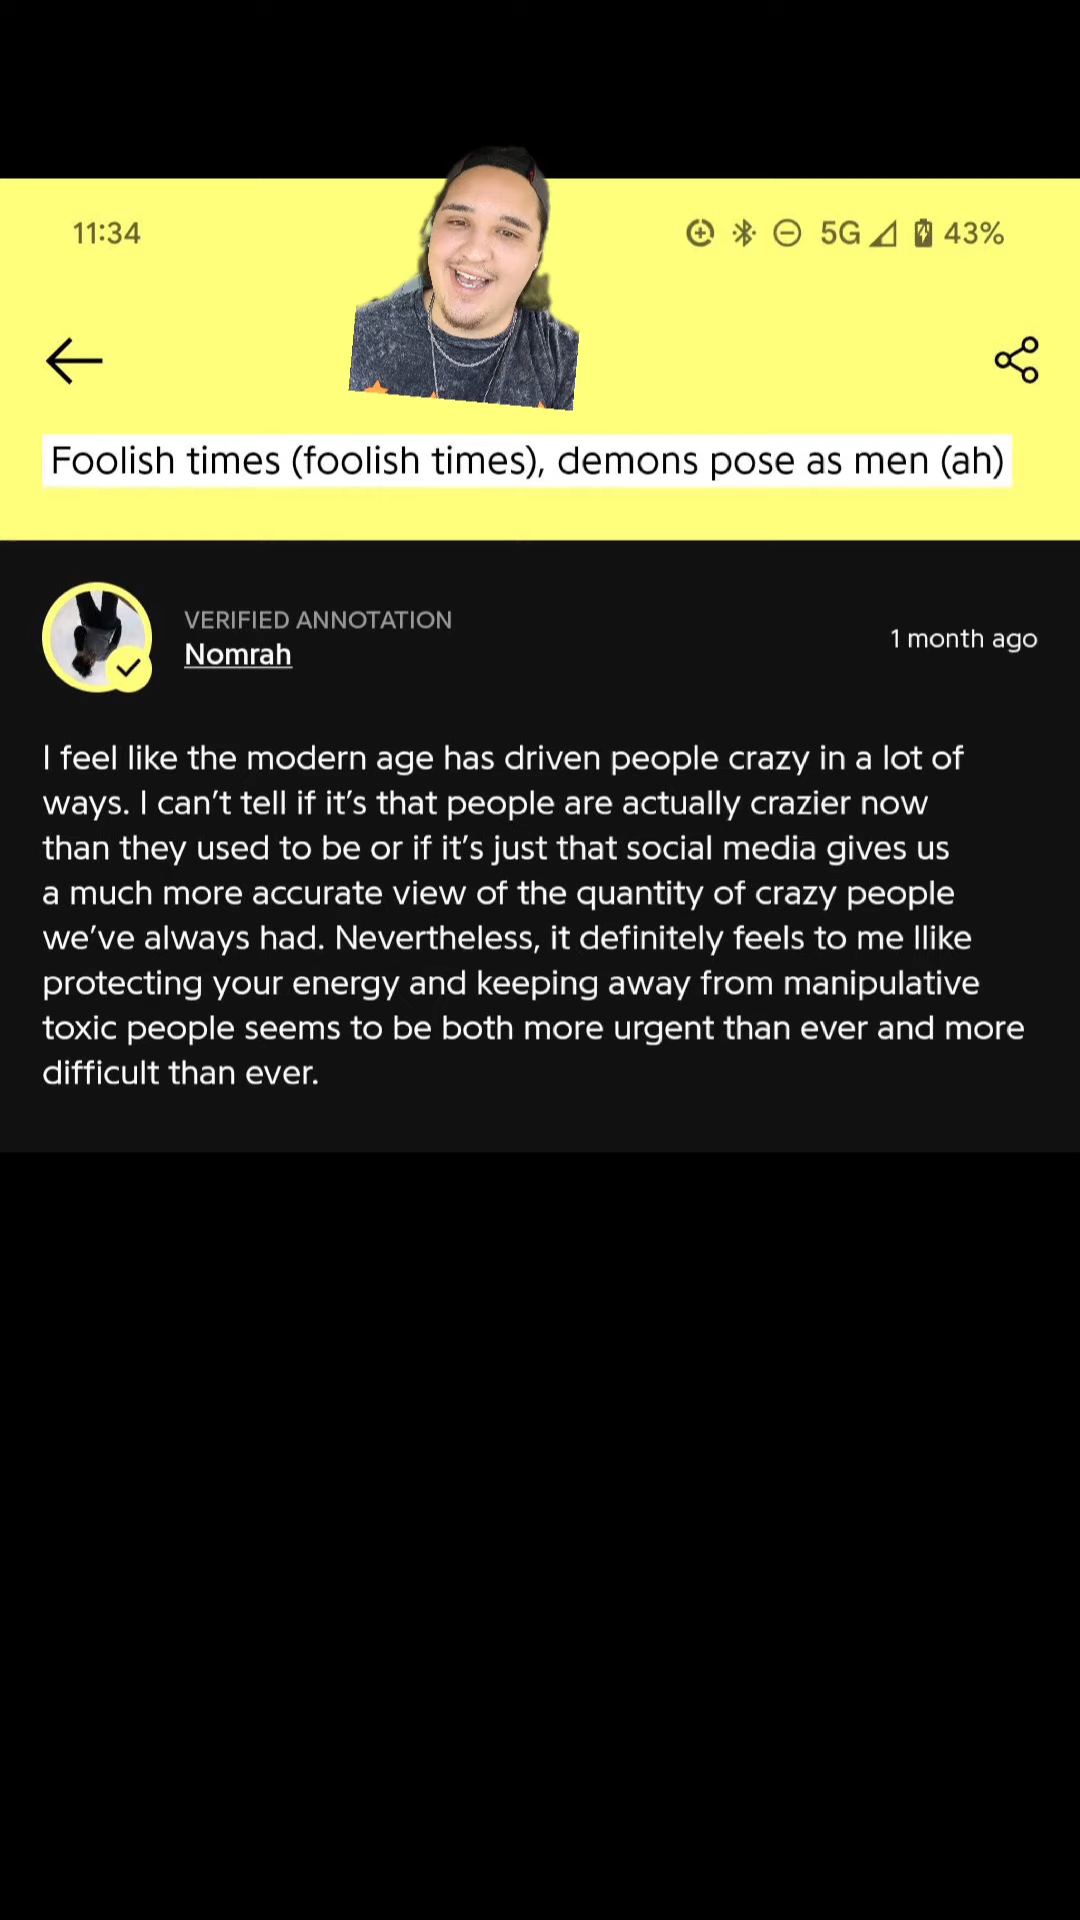 11:34
5G 43%
Foolish times (foolish times), demons pose as men (ah)
VERIFIED ANNOTATION
Nomrah
1 month ago
I feel like the modern age has driven people crazy in a lot of
ways. I can't tell if it's that people are actually crazier now
than they used to be or if it's just that social media gives us
a much more accurate view of the quantity of crazy people
we've always had. Nevertheless, it definitely feels to me llike
protecting your energy and keeping away from manipulative
toxic people seems to be both more urgent than ever and more
difficult than ever.